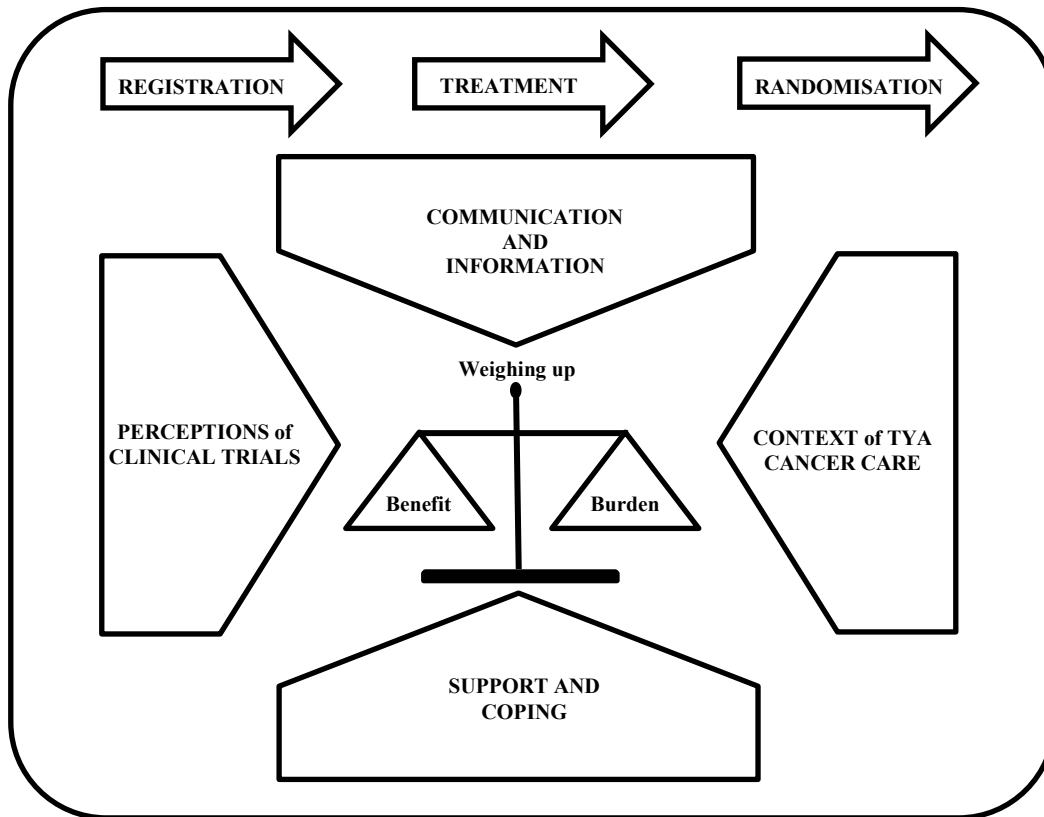 REGISTRATION
TREATMENT
RANDOMISATION
COMMUNICATION
AND
INFORMATION
Weighing up
PERCEPTIONS of
CLINICAL TRIALS
CONTEXT of TYA
CANCER CARE
Benefit
Burden
SUPPORT AND
COPING